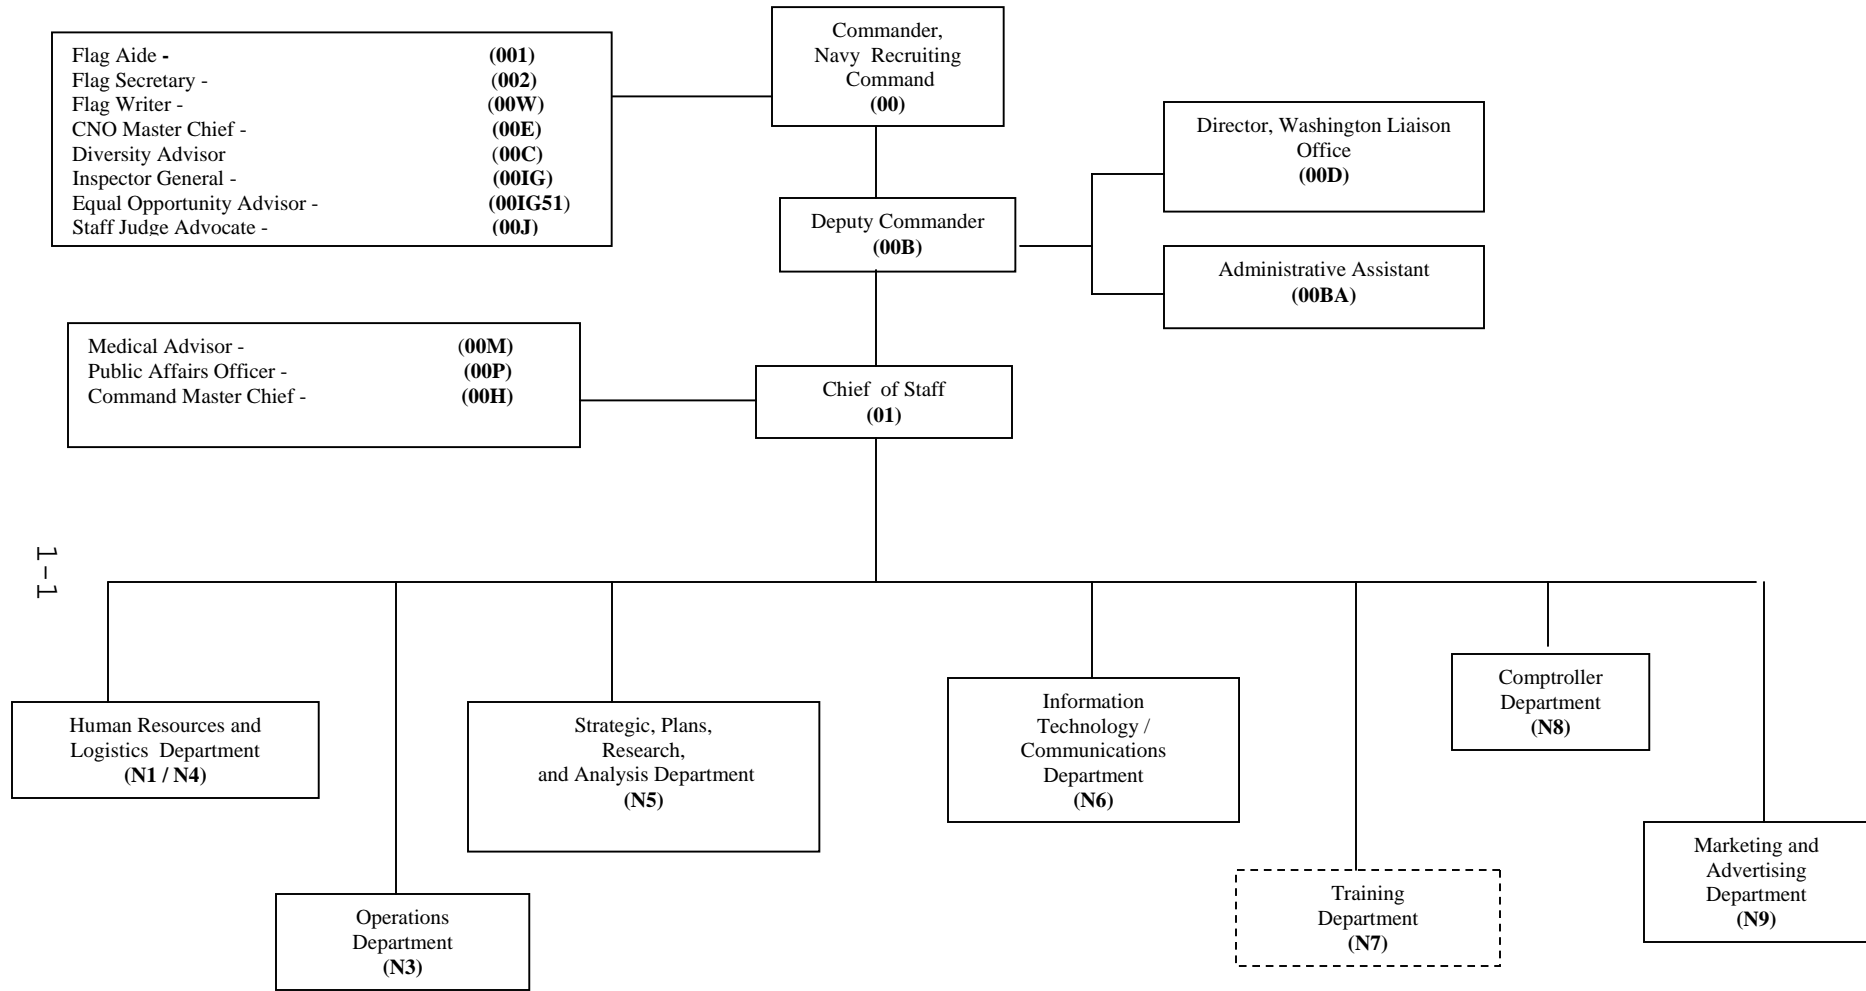 Commander,
Navy Recruiting
Command
(00)
Flag Aide - (001)
Flag Secretary - (002)
Flag Writer - (00W)
CNO Master Chief - (00E)
Diversity Advisor (00C)
Inspector General - (00IG)
Equal Opportunity Advisor - (00IG51)
Staff Judge Advocate - (00J)
Director, Washington Liaison
Office
(00D)
Deputy Commander
(00B)
Administrative Assistant
(00BA)
Medical Advisor - (00M)
Public Affairs Officer - (00P)
Command Master Chief - (00H)
Chief of Staff
(01)
1-1
Human Resources and
Logistics Department
(N1 / N4)
Operations
Department
(N3)
Strategic, Plans,
Research,
and Analysis Department
(N5)
Information
Technology /
Communications
Department
(N6)
Training
Department
(N7)
Comptroller
Department
(N8)
Marketing and
Advertising
Department
(N9)